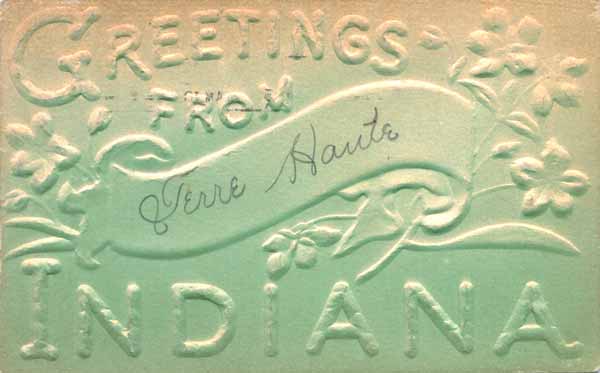 GREETINGS
FROM
Terre Haute
INDIANA